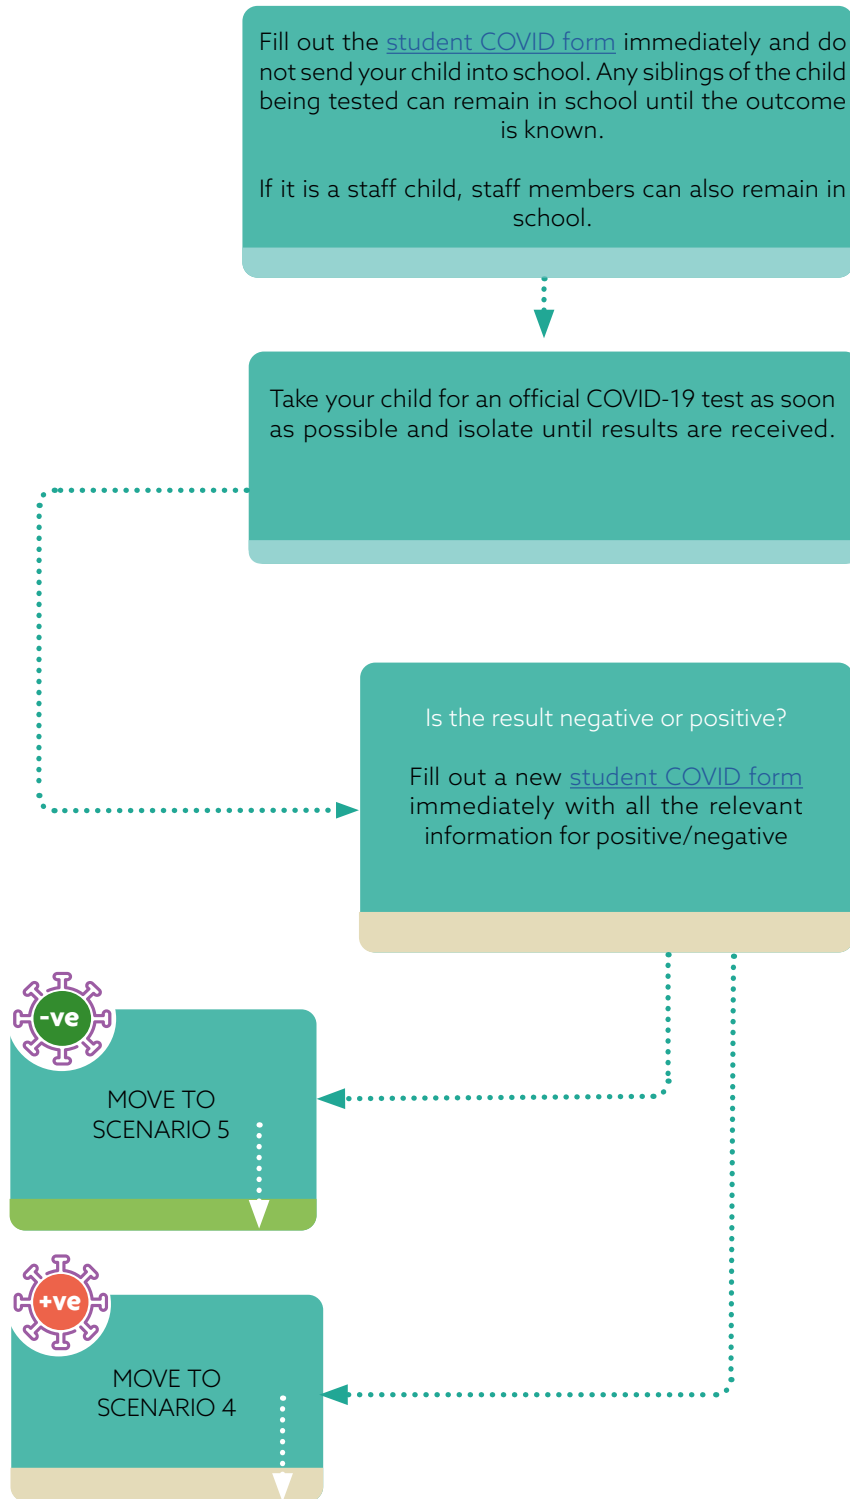 Fill out the student COVID form immediately and do
not send your child into school. Any siblings of the child
being tested can remain in school until the outcome
is known.
If it is a staff child, staff members can also remain in
school.
Take your child for an official COVID-19 test as soon
as possible and isolate until results are received.
Is the result negative or positive?
Fill out a new student COVID form
immediately with all the relevant
information for positive/negative
-ve
MOVE TO
SCENARIO 5
+ve
MOVE TO
SCENARIO 4